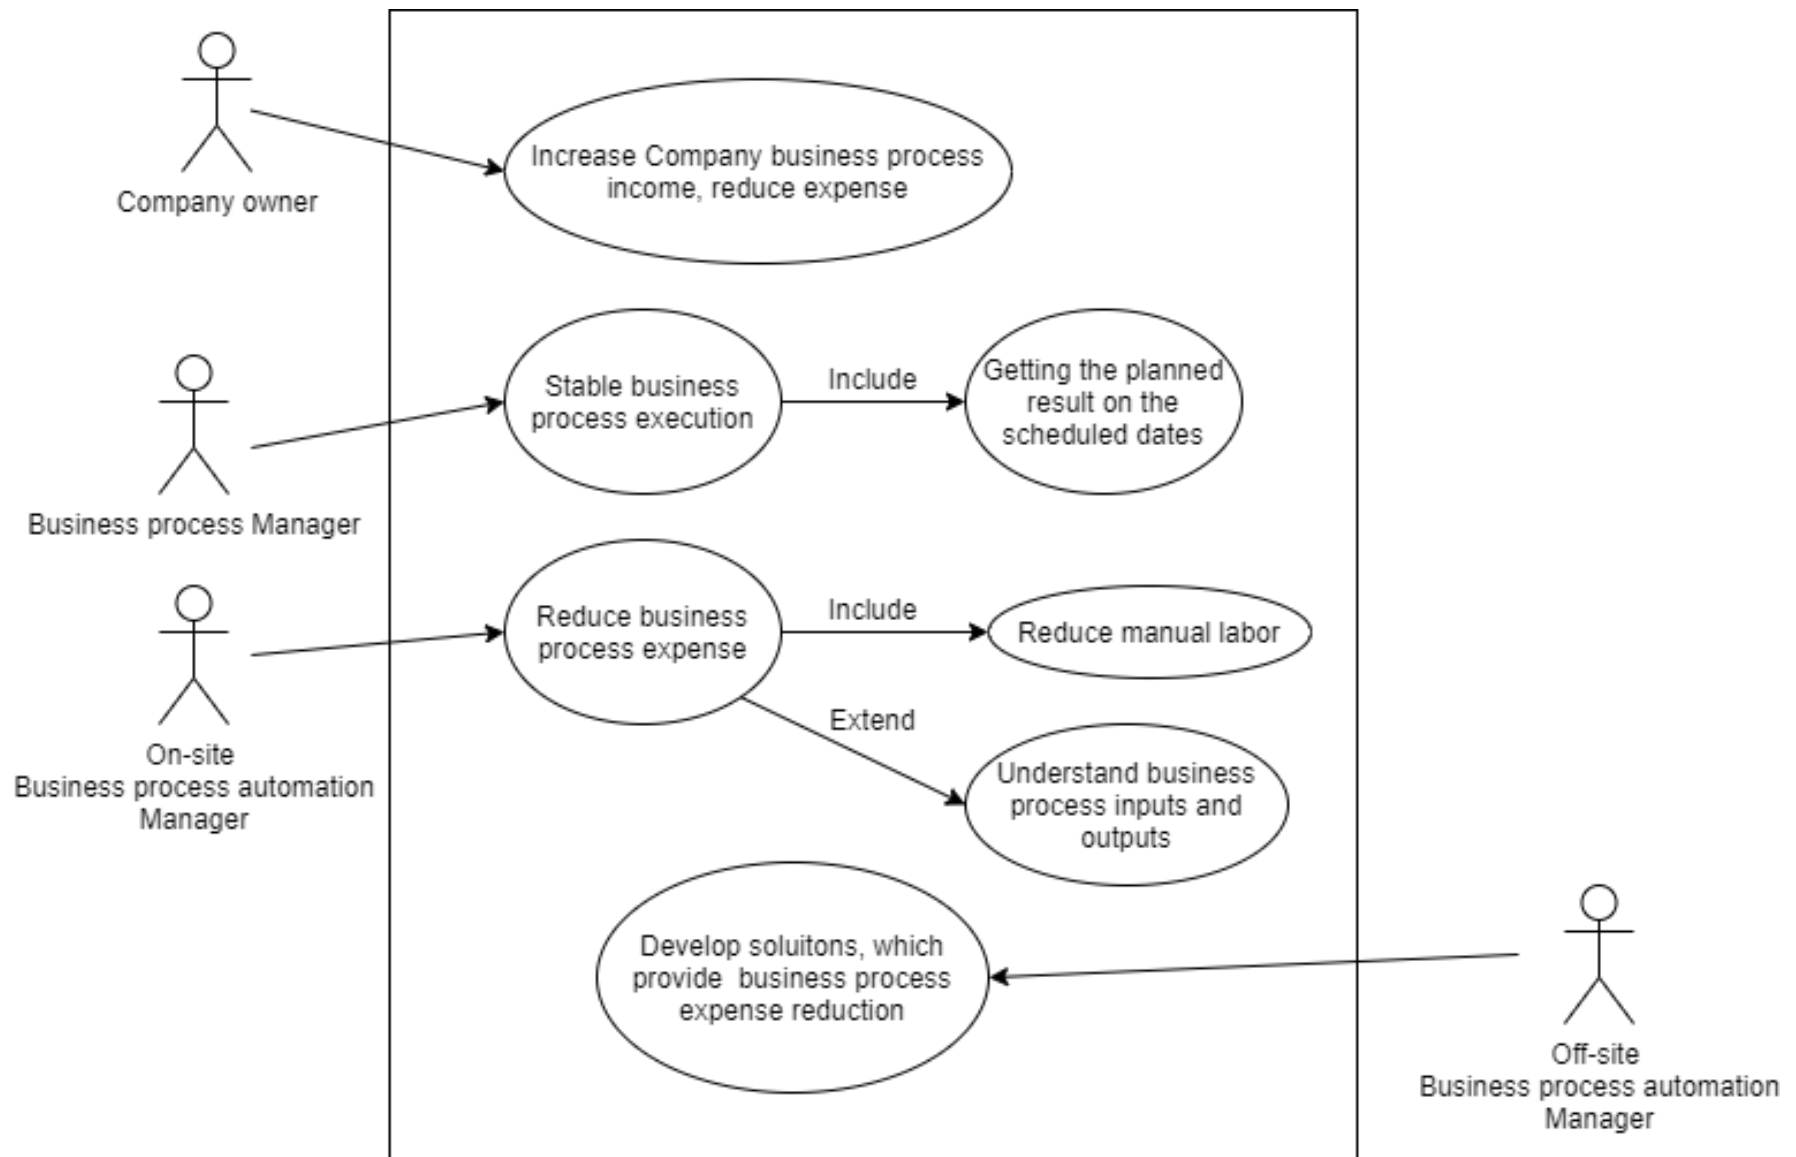 Increase Company business process
income, reduce expense
Company owner
Stable business
process execution
Include
Getting the planned
result on the
scheduled dates
Business process Manager
Reduce business
process expense
Include
Reduce manual labor
Extend
On-site
Business process automation
Manager
Understand business
process inputs and
outputs
Develop soluitons, which
provide  business process
expense reduction
Off-site
Business process automation
Manager